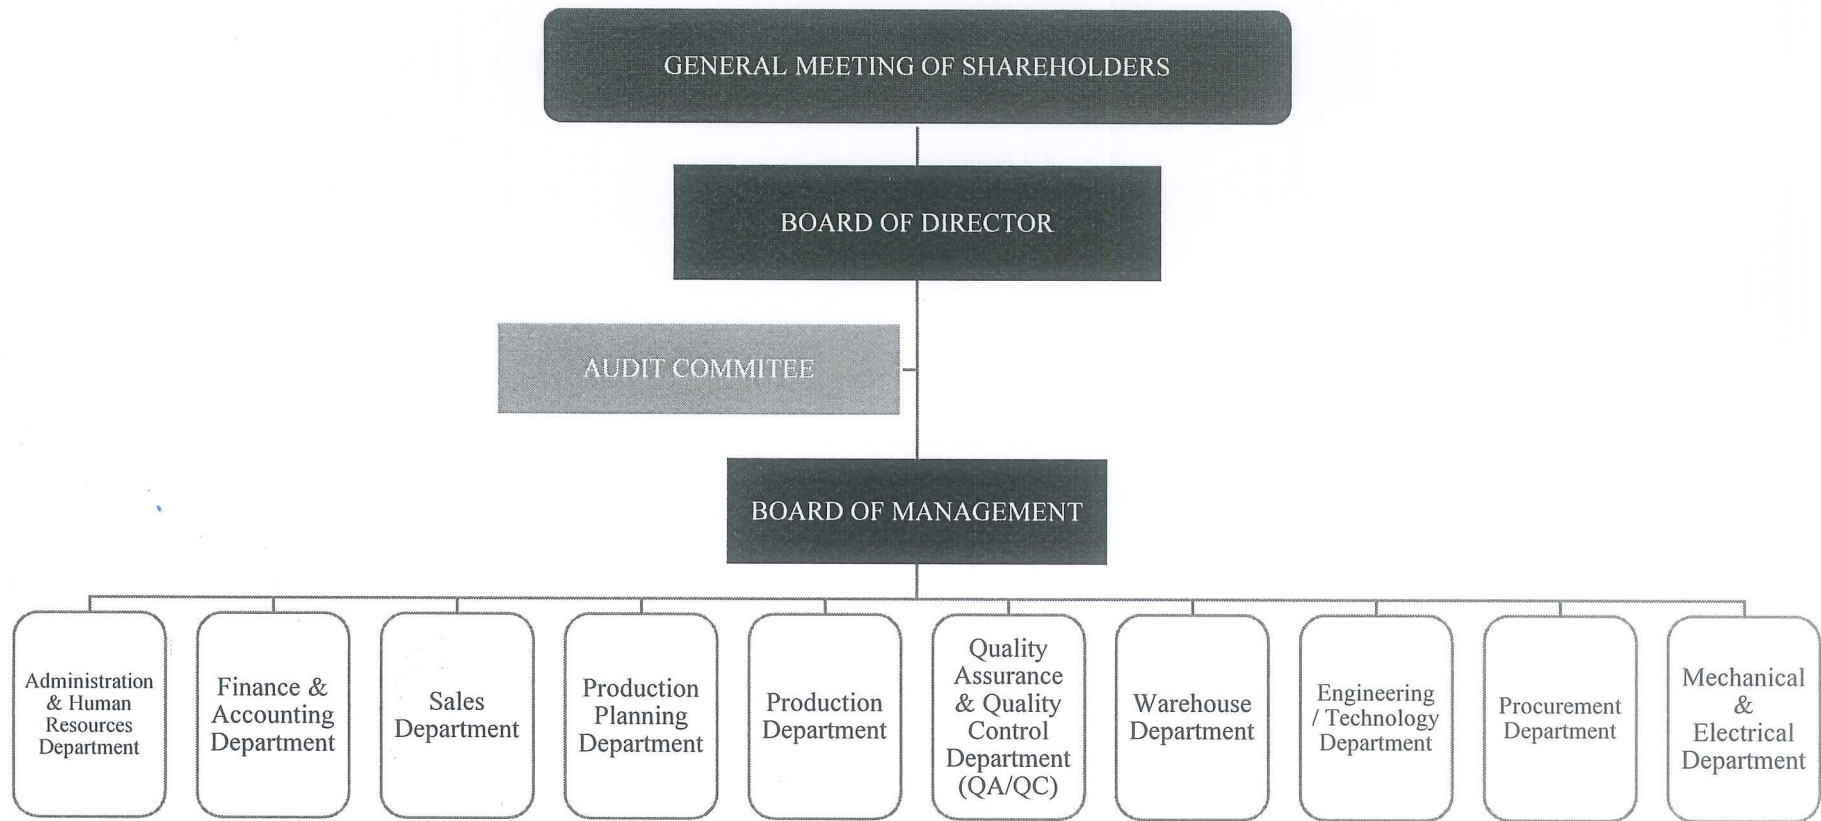 GENERAL MEETING OF SHAREHOLDERS
BOARD OF DIRECTOR
AUDIT COMMITEE
BOARD OF MANAGEMENT
Administration
& Human
Resources
Department
Finance &
Accounting
Department
Sales
Department
Production
Planning
Department
Production
Department
Quality
Assurance
& Quality
Control
Department
(QA/QC)
Warehouse
Department
Engineering
/ Technology
Department
Procurement
Department
Mechanical
&
Electrical
Department